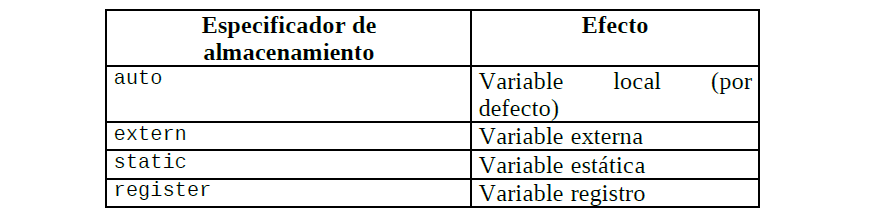 Especificador de
almacenamiento
Efecto
auto
Variable local (por
defecto)
extern
Variable externa
static
Variable estática
register
Variable registro